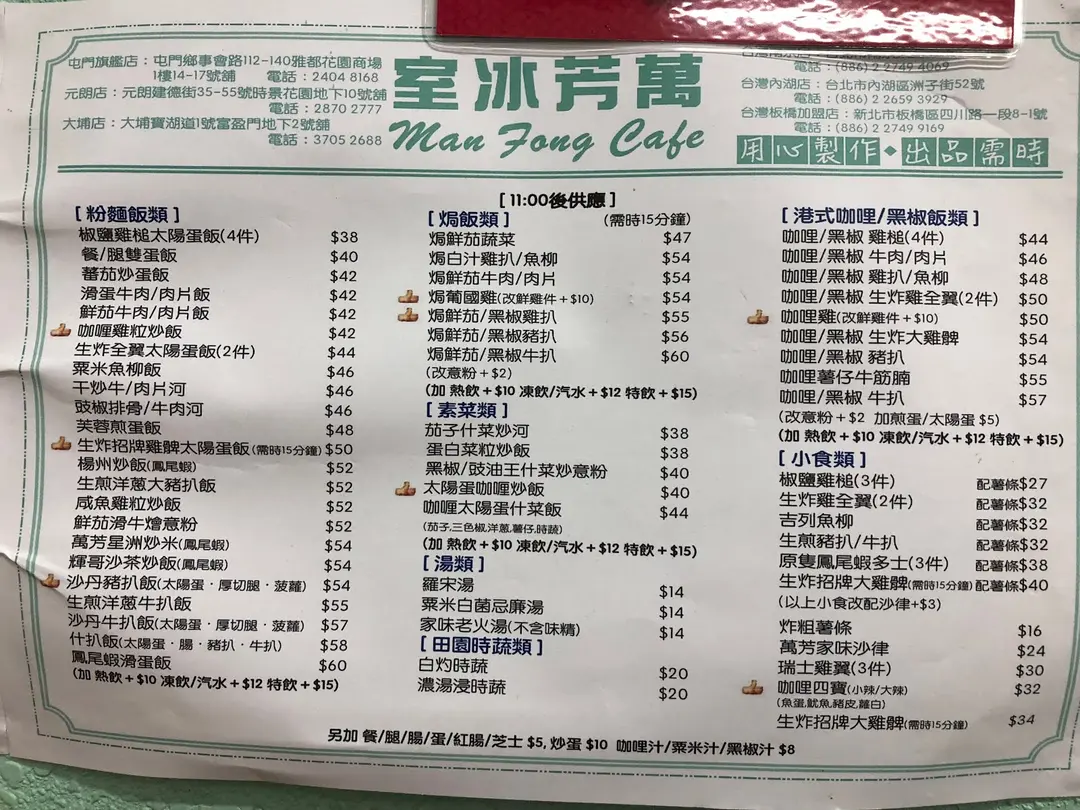 屯門旗艦店：屯門鄉事會路112-140雅都花園商場
1樓14-17號舖 電話：2404 8168
元朗店：元朗建德街35-55號時景花園地下10號舖
電話：2870 2777
大埔店：大埔寶湖道1號富盈門地下2號舖
電話：3705 2688
室冰芳萬
Man Fong Cafe
電話：(886) 2 2749 4069
台灣內湖店：台北市內湖區洲子街52號
電話：(886) 2 2659 3929
台灣板橋加盟店：新北市板橋區四川路一段8-1號
電話：(886) 2 2749 9169
用心製作◆出品需時
[ 粉麵飯類 ]
椒鹽雞槌太陽蛋飯(4件) $38
餐/腿雙蛋飯 $40
蕃茄炒蛋飯 $42
滑蛋牛肉/肉片飯 $42
鮮茄牛肉/肉片飯 $42
咖喱雞粒炒飯 $42
生炸全翼太陽蛋飯(2件) $44
粟米魚柳飯 $46
干炒牛/肉片河 $46
豉椒排骨/牛肉河 $46
芙蓉煎蛋飯 $48
生炸招牌雞髀太陽蛋飯(需時15分鐘) $50
楊州炒飯(鳳尾蝦) $52
生煎洋蔥大豬扒飯 $52
咸魚雞粒炒飯 $52
鮮茄滑牛燴意粉 $52
萬芳星洲炒米(鳳尾蝦) $54
輝哥沙茶炒飯(鳳尾蝦) $54
沙丹豬扒飯(太陽蛋．厚切腿．菠蘿) $54
生煎洋蔥牛扒飯 $55
沙丹牛扒飯(太陽蛋．厚切腿．菠蘿) $57
什扒飯(太陽蛋．腸．豬扒．牛扒) $58
鳳尾蝦滑蛋飯 $60
(加 熱飲＋$10 凍飲/汽水＋$12 特飲＋$15)
[ 11:00後供應 ]
[ 焗飯類 ] (需時15分鐘)
焗鮮茄蔬菜 $47
焗白汁雞扒/魚柳 $54
焗鮮茄牛肉/肉片 $54
焗葡國雞(改鮮雞件＋$10) $54
焗鮮茄/黑椒雞扒 $55
焗鮮茄/黑椒豬扒 $56
焗鮮茄/黑椒牛扒 $60
(改意粉＋$2)
(加 熱飲＋$10 凍飲/汽水＋$12 特飲＋$15)
[ 素菜類 ]
茄子什菜炒河 $38
蛋白菜粒炒飯 $38
黑椒/豉油王什菜炒意粉 $40
太陽蛋咖喱炒飯 $40
咖喱太陽蛋什菜飯 $44
(茄子,三色椒,洋蔥,薯仔,時蔬)
(加 熱飲＋$10 凍飲/汽水＋$12 特飲＋$15)
[ 湯類 ]
羅宋湯 $14
粟米白菌忌廉湯 $14
家味老火湯(不含味精) $14
[ 田園時蔬類 ]
白灼時蔬 $20
濃湯浸時蔬 $20
[ 港式咖哩/黑椒飯類 ]
咖哩/黑椒 雞槌(4件) $44
咖哩/黑椒 牛肉/肉片 $46
咖哩/黑椒 雞扒/魚柳 $48
咖哩/黑椒 生炸雞全翼(2件) $50
咖哩雞(改鮮雞件＋$10) $50
咖哩/黑椒 生炸大雞髀 $54
咖哩/黑椒 豬扒 $54
咖哩薯仔牛筋腩 $55
咖哩/黑椒 牛扒 $57
(改意粉＋$2 加煎蛋/太陽蛋 $5)
(加 熱飲＋$10 凍飲/汽水＋$12 特飲＋$15)
[ 小食類 ]
椒鹽雞槌(3件) 配薯條$27
生炸雞全翼(2件) 配薯條$32
吉列魚柳 配薯條$32
生煎豬扒/牛扒 配薯條$32
原隻鳳尾蝦多士(3件) 配薯條$38
生炸招牌大雞髀(需時15分鐘) 配薯條$40
(以上小食改配沙律+$3)
炸粗薯條 $16
萬芳家味沙律 $24
瑞士雞翼(3件) $30
咖哩四寶(小辣/大辣) $32
(魚蛋,魷魚,豬皮,蘿白)
生炸招牌大雞髀(需時15分鐘) $34
另加 餐/腿/腸/蛋/紅腸/芝士 $5, 炒蛋 $10 咖哩汁/粟米汁/黑椒汁 $8